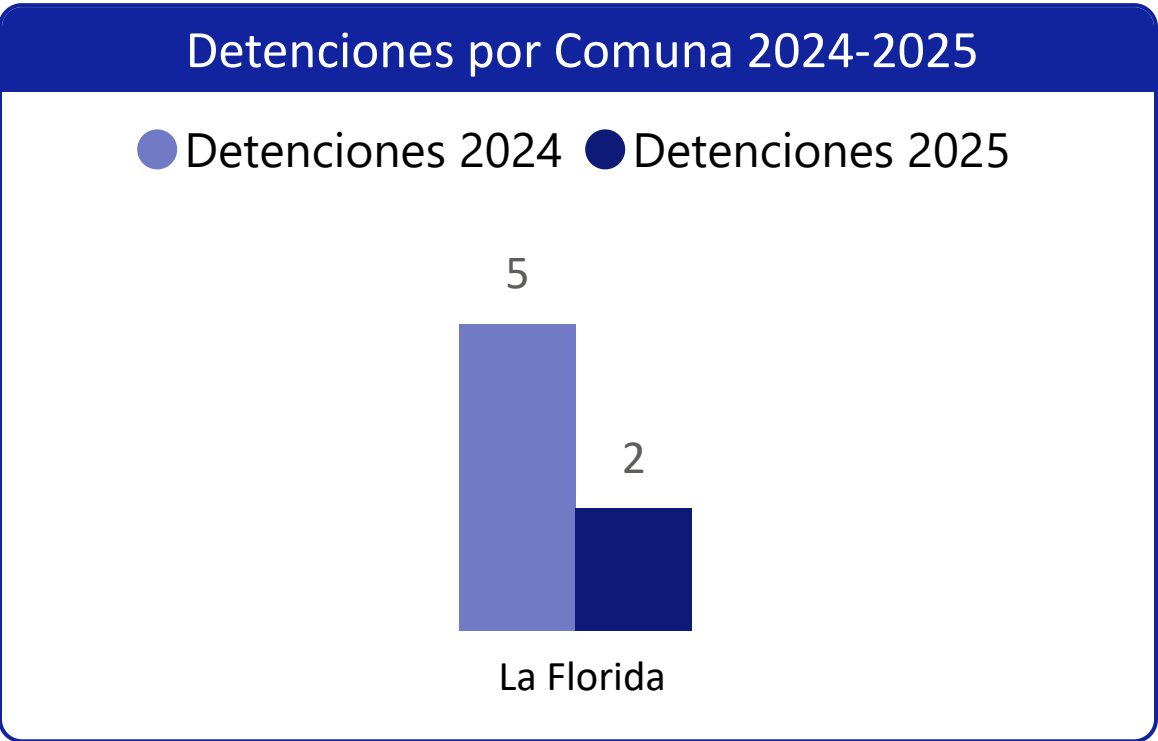 Detenciones por Comuna 2024-2025
Detenciones 2024 Detenciones 2025
5
2
La Florida